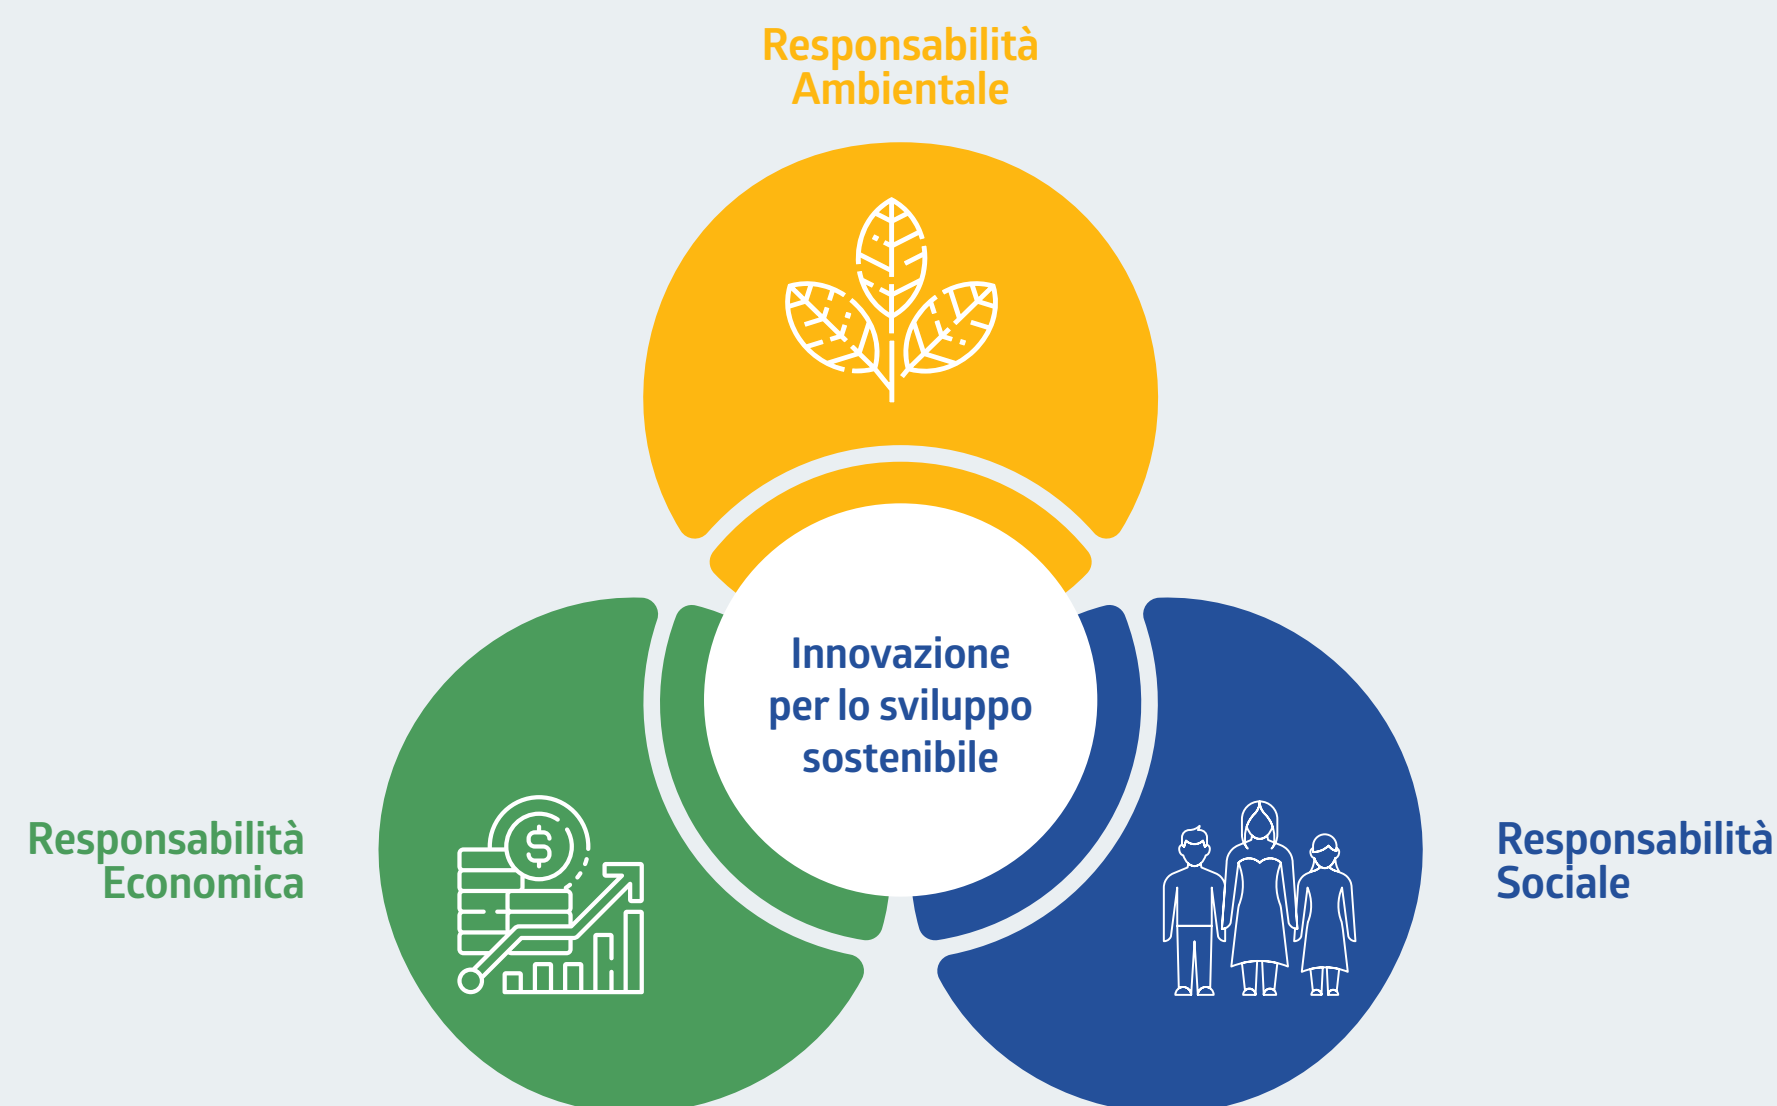 Responsabilità
Ambientale
Innovazione
per lo sviluppo
sostenibile
Responsabilità
Economica
$
Responsabilità
Sociale